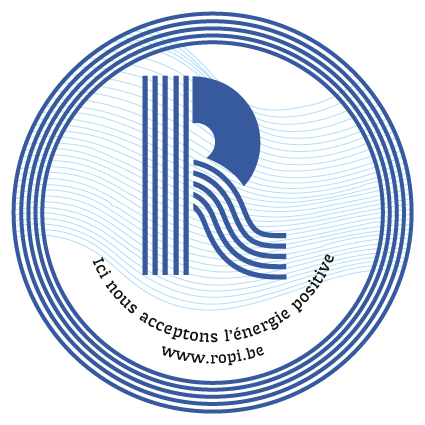 R
Ici nous acceptons l'énergie positive
www.ropi.be